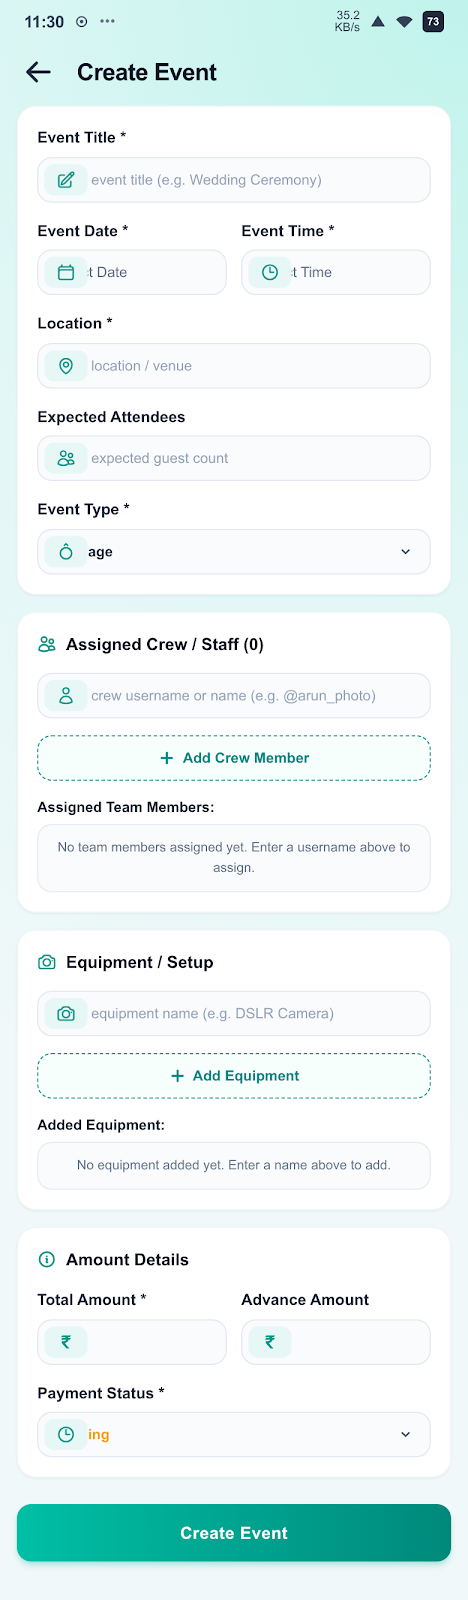 11:30
35.2
KB/s
73
Create Event
Event Title *
event title (e.g. Wedding Ceremony)
Event Date *
Event Time *
t Date
t Time
Location *
location / venue
Expected Attendees
expected guest count
Event Type *
age
Assigned Crew / Staff (0)
crew username or name (e.g. @arun_photo)
+ Add Crew Member
Assigned Team Members:
No team members assigned yet. Enter a username above to
assign.
Equipment / Setup
equipment name (e.g. DSLR Camera)
+ Add Equipment
Added Equipment:
No equipment added yet. Enter a name above to add.
Amount Details
Total Amount *
Advance Amount
₹
₹
Payment Status *
ing
Create Event